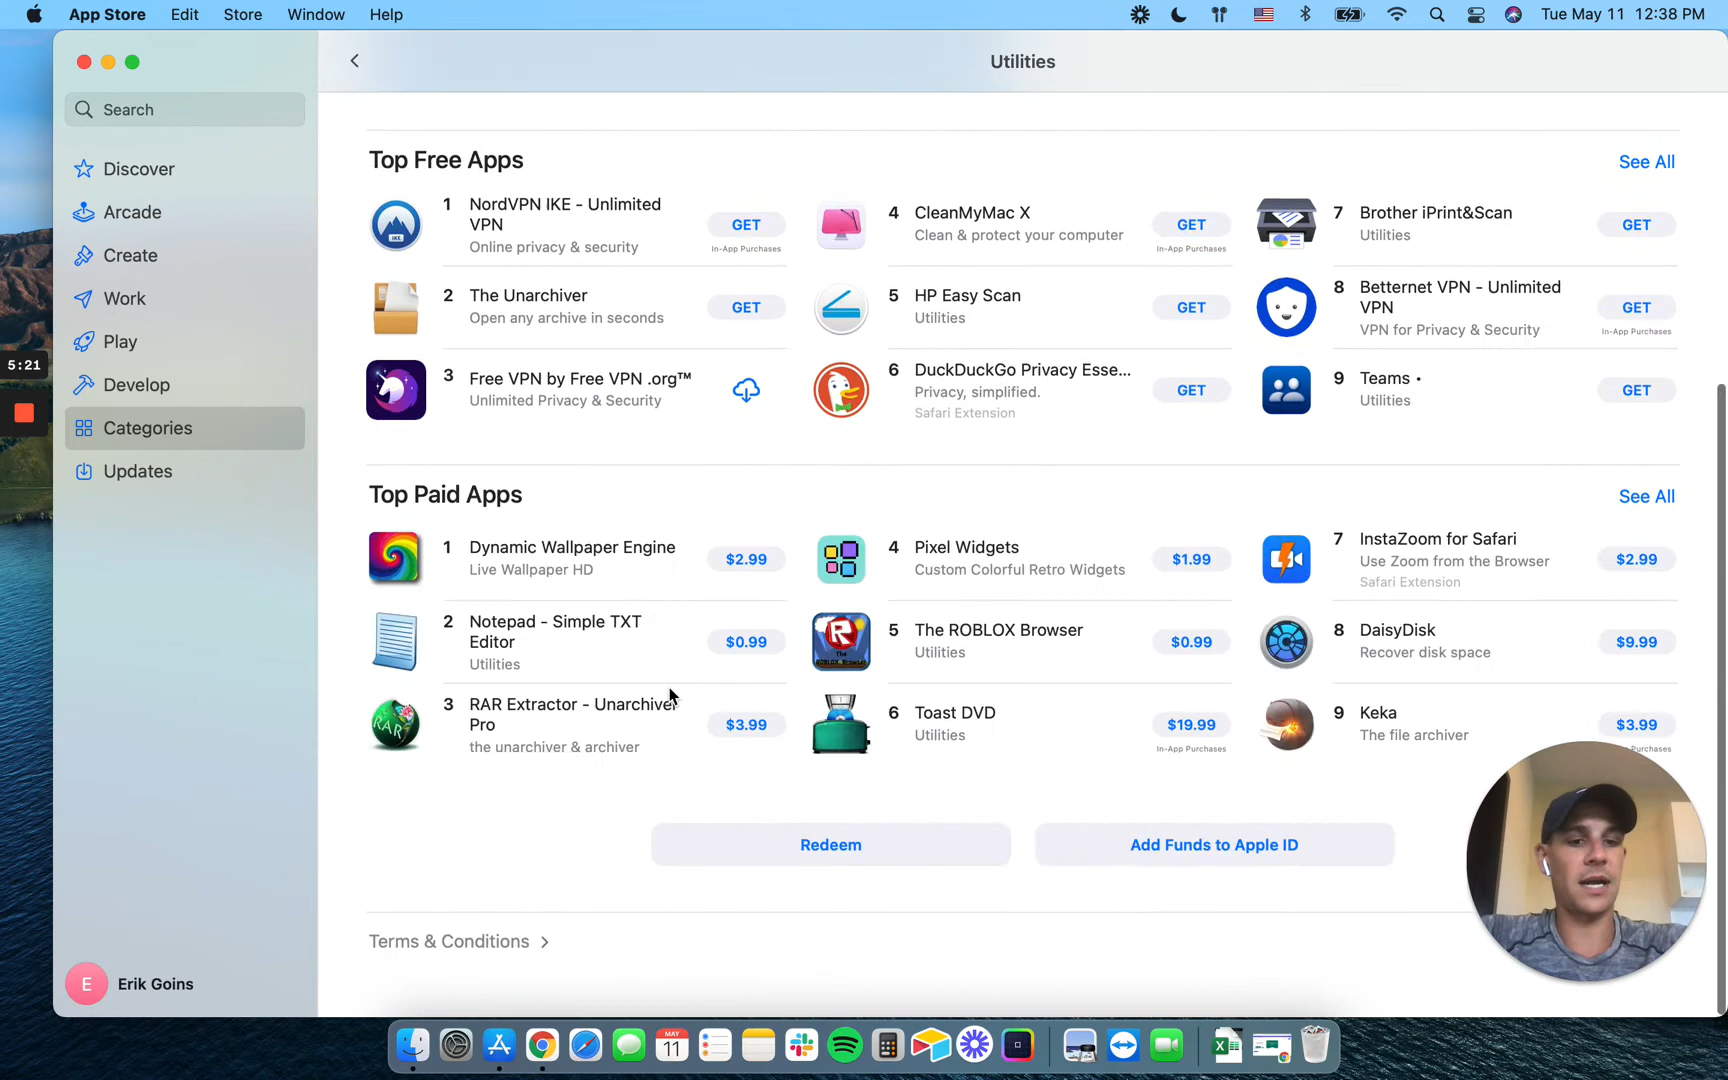 App Store Edit Store Window Help
Tue May 11 12:38 PM
Utilities
Search
Discover
Arcade
Create
Work
Play
Develop
Categories
Updates
5:21
E Erik Goins
Top Free Apps
See All
1 NordVPN IKE - Unlimited
VPN
Online privacy & security
GET
In-App Purchases
IKE
2 The Unarchiver
Open any archive in seconds
GET
3 Free VPN by Free VPN .org™
Unlimited Privacy & Security
4 CleanMyMac X
Clean & protect your computer
GET
In-App Purchases
5 HP Easy Scan
Utilities
GET
6 DuckDuckGo Privacy Esse...
Privacy, simplified.
Safari Extension
GET
7 Brother iPrint&Scan
Utilities
GET
8 Betternet VPN - Unlimited
VPN
VPN for Privacy & Security
GET
In-App Purchases
9 Teams •
Utilities
GET
Top Paid Apps
See All
1 Dynamic Wallpaper Engine
Live Wallpaper HD
$2.99
2 Notepad - Simple TXT
Editor
Utilities
$0.99
3 RAR Extractor - Unarchiver
Pro
the unarchiver & archiver
$3.99
RAR
4 Pixel Widgets
Custom Colorful Retro Widgets
$1.99
5 The ROBLOX Browser
Utilities
$0.99
R
The
ROBLOX Browser
6 Toast DVD
Utilities
$19.99
In-App Purchases
7 InstaZoom for Safari
Use Zoom from the Browser
Safari Extension
$2.99
8 DaisyDisk
Recover disk space
$9.99
9 Keka
The file archiver
$3.99
Purchases
Redeem
Add Funds to Apple ID
Terms & Conditions >
MAY
11
X